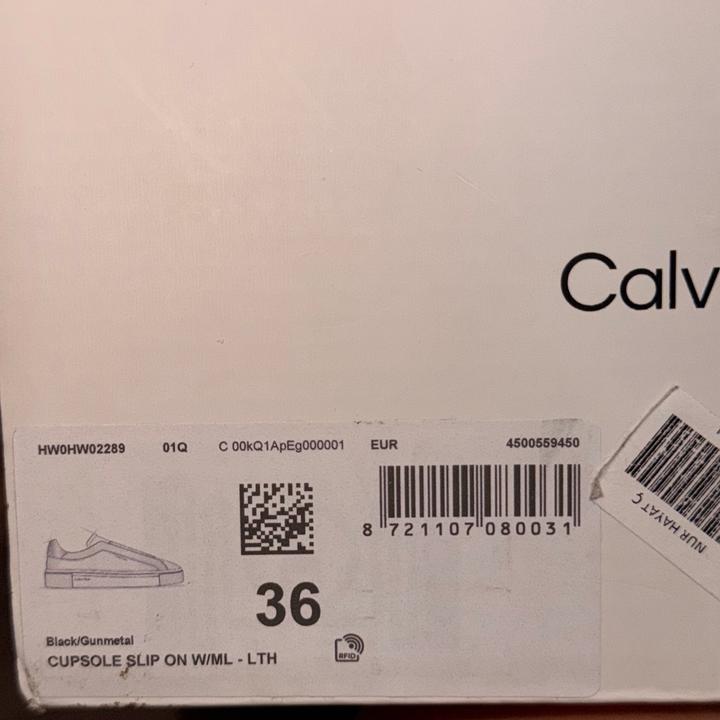 Calv
HW0HW02289 01Q C 00kQ1ApEg000001 EUR 4500559450
8 721107 080031
36
Black/Gunmetal
CUPSOLE SLIP ON W/ML - LTH
RFID
NUR HAYAT Ç